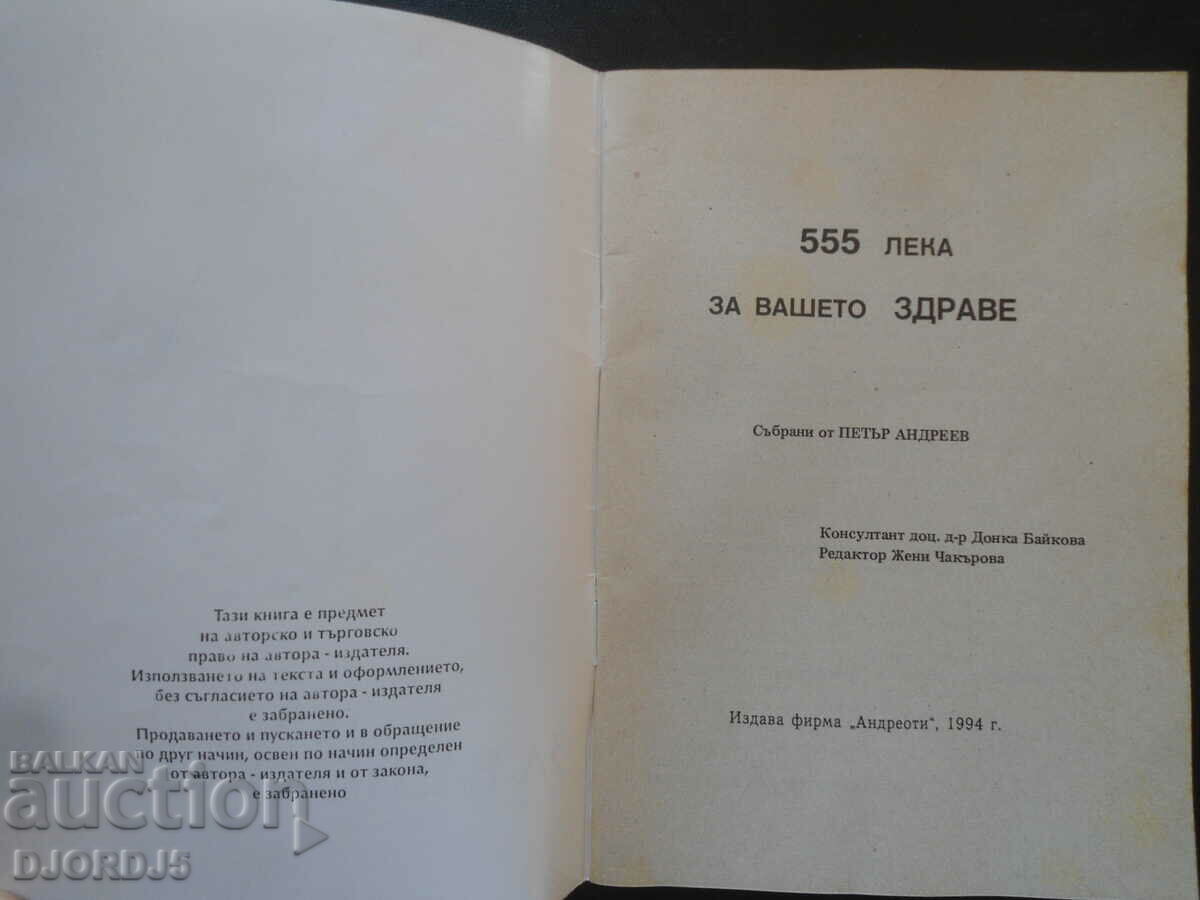 Тази книга е предмет
на авторско и търговско
право на автора - издателя.
Използването на текста и оформлението,
без съгласието на автора - издателя
е забранено.
Продаването и пускането и в обращение
по друг начин, освен по начин определен
от автора - издателя и от закона,
е забранено
555 ЛЕКА
ЗА ВАШЕТО ЗДРАВЕ
Събрани от ПЕТЪР АНДРЕЕВ
Консултант доц. д-р Донка Байкова
Редактор Жени Чакърова
Издава фирма „Андреоти“, 1994 г.
BALKAN
auction
DJORDJ5